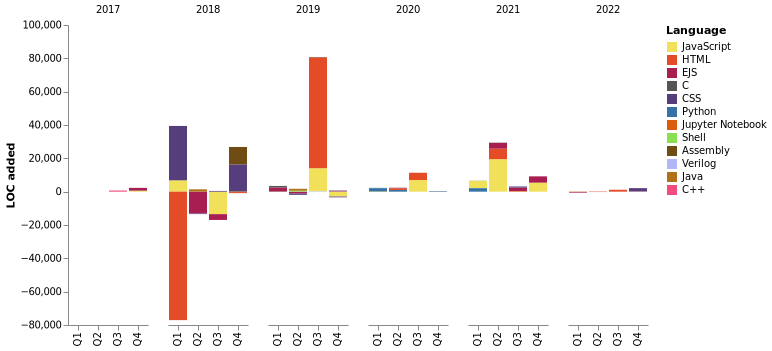 2017 2018 2019 2020 2021 2022
LOC added
100,000
80,000
60,000
40,000
20,000
0
−20,000
−40,000
−60,000
−80,000
Q1 Q2 Q3 Q4 Q1 Q2 Q3 Q4 Q1 Q2 Q3 Q4 Q1 Q2 Q3 Q4 Q1 Q2 Q3 Q4 Q1 Q2 Q3 Q4
Language
JavaScript
HTML
EJS
C
CSS
Python
Jupyter Notebook
Shell
Assembly
Verilog
Java
C++